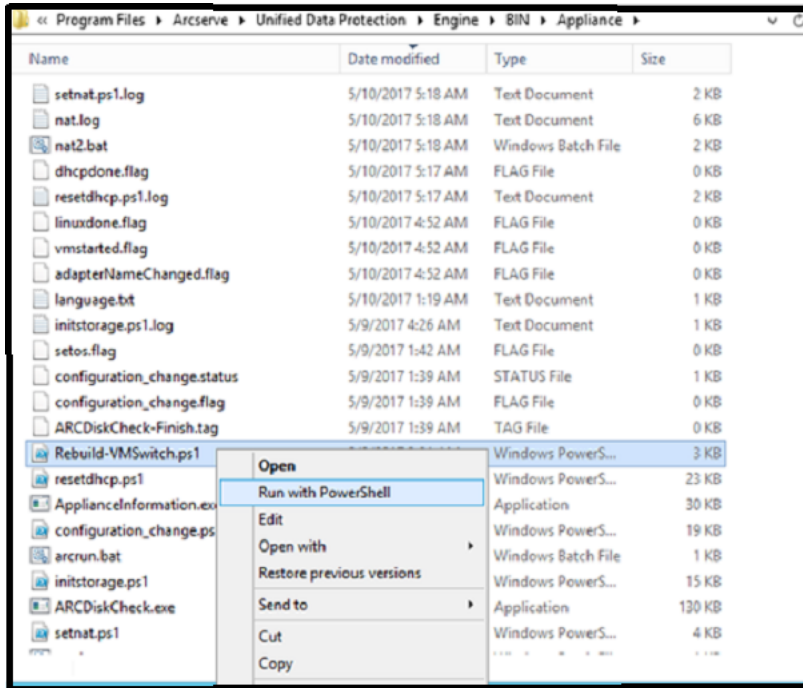 « Program Files ▸ Arcserve ▸ Unified Data Protection ▸ Engine ▸ BIN ▸ Appliance ▸
Name Date modified Type Size
setnat.ps1.log 5/10/2017 5:18 AM Text Document 2 KB
nat.log 5/10/2017 5:18 AM Text Document 6 KB
nat2.bat 5/10/2017 5:18 AM Windows Batch File 2 KB
dhcpdone.flag 5/10/2017 5:17 AM FLAG File 0 KB
resetdhcp.ps1.log 5/10/2017 5:17 AM Text Document 2 KB
linuxdone.flag 5/10/2017 4:52 AM FLAG File 0 KB
vmstarted.flag 5/10/2017 4:52 AM FLAG File 0 KB
adapterNameChanged.flag 5/10/2017 4:52 AM FLAG File 0 KB
language.txt 5/10/2017 1:19 AM Text Document 1 KB
initstorage.ps1.log 5/9/2017 4:26 AM Text Document 1 KB
setos.flag 5/9/2017 1:42 AM FLAG File 0 KB
configuration_change.status 5/9/2017 1:39 AM STATUS File 1 KB
configuration_change.flag 5/9/2017 1:39 AM FLAG File 0 KB
ARCDiskCheck-Finish.tag 5/9/2017 1:39 AM TAG File 0 KB
Rebuild-VMSwitch.ps1 Windows PowerS... 3 KB
Open
resetdhcp.ps1 Windows PowerS... 23 KB
Run with PowerShell
ApplianceInformation.ex Application 30 KB
Edit
configuration_change.ps Windows PowerS... 19 KB
Open with
arcrun.bat Windows Batch File 1 KB
Restore previous versions
initstorage.ps1 Windows PowerS... 15 KB
Send to
ARCDiskCheck.exe Application 130 KB
setnat.ps1 Windows PowerS... 4 KB
Cut
Copy